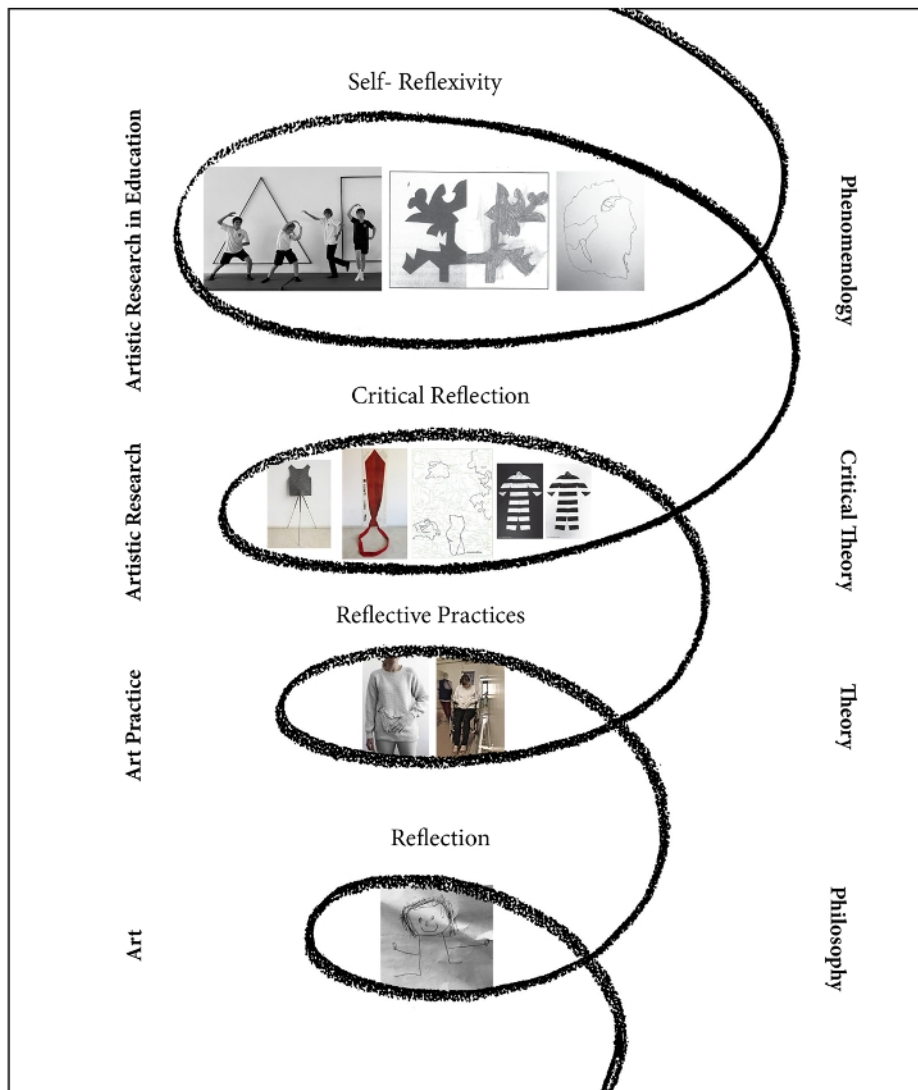 Self- Reflexivity
Artistic Research in Education
Phenomenology
Critical Reflection
Artistic Research
Critical Theory
Reflective Practices
Art Practice
Theory
Reflection
Art
Philosophy